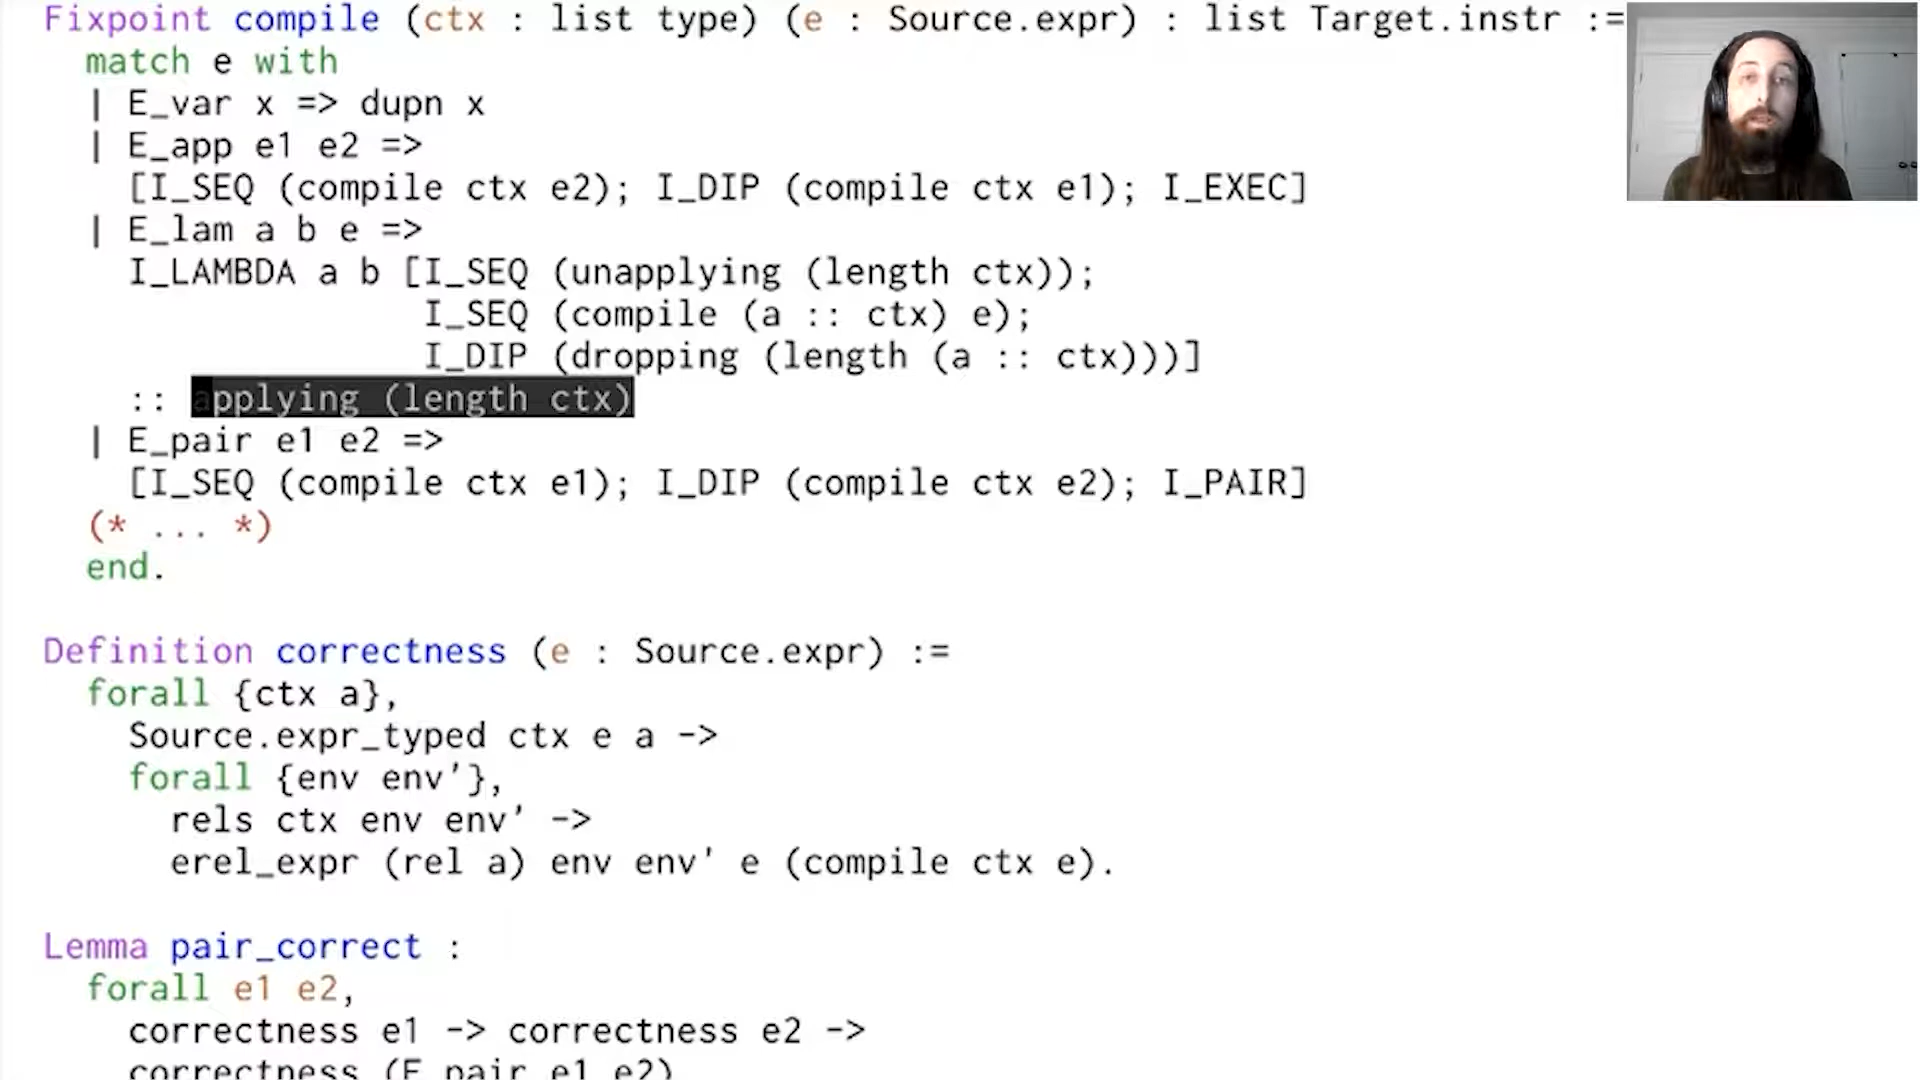 Fixpoint compile (ctx : list type) (e : Source.expr) : list Target.instr :=
match e with
| E_var x => dupn x
| E_app e1 e2 =>
[I_SEQ (compile ctx e2); I_DIP (compile ctx e1); I_EXEC]
| E_lam a b e =>
I_LAMBDA a b [I_SEQ (unapplying (length ctx));
I_SEQ (compile (a :: ctx) e);
I_DIP (dropping (length (a :: ctx)))]
:: applying (length ctx)
| E_pair e1 e2 =>
[I_SEQ (compile ctx e1); I_DIP (compile ctx e2); I_PAIR]
(* ... *)
end.
Definition correctness (e : Source.expr) :=
forall {ctx a},
Source.expr_typed ctx e a ->
forall {env env'},
rels ctx env env' ->
erel_expr (rel a) env env' e (compile ctx e).
Lemma pair_correct :
forall e1 e2,
correctness e1 -> correctness e2 ->
correctness (E_pair e1 e2)